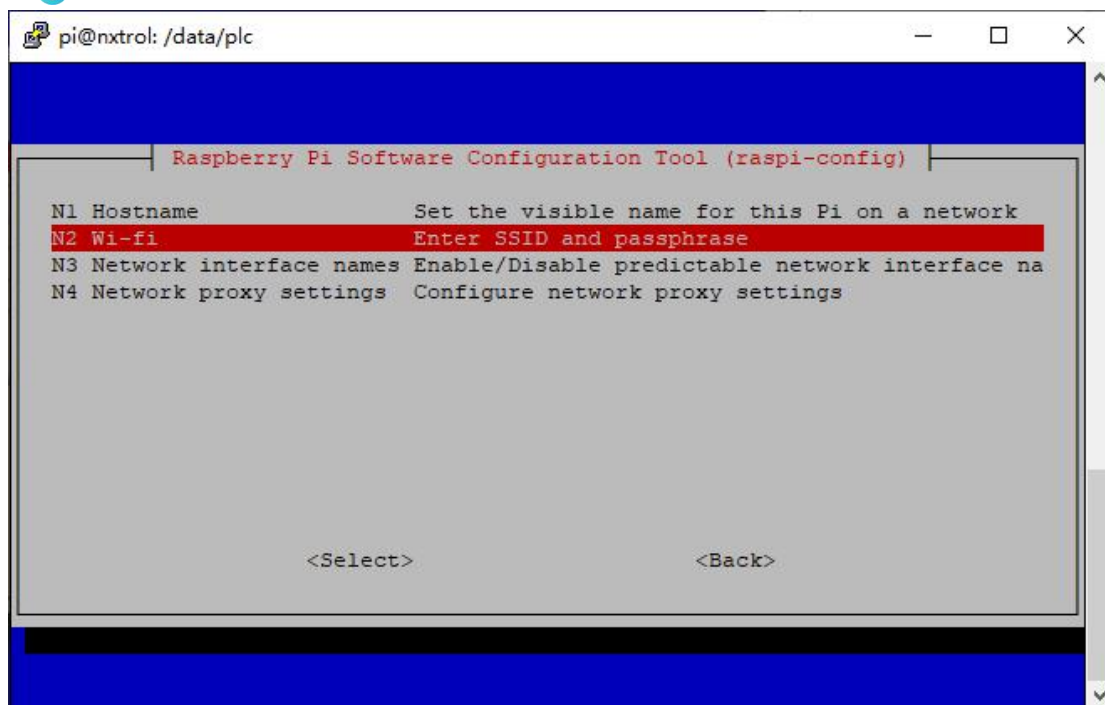 pi@nxtrol: /data/plc
Raspberry Pi Software Configuration Tool (raspi-config)
N1 Hostname Set the visible name for this Pi on a network
N2 Wi-fi Enter SSID and passphrase
N3 Network interface names Enable/Disable predictable network interface na
N4 Network proxy settings Configure network proxy settings
<Select> <Back>